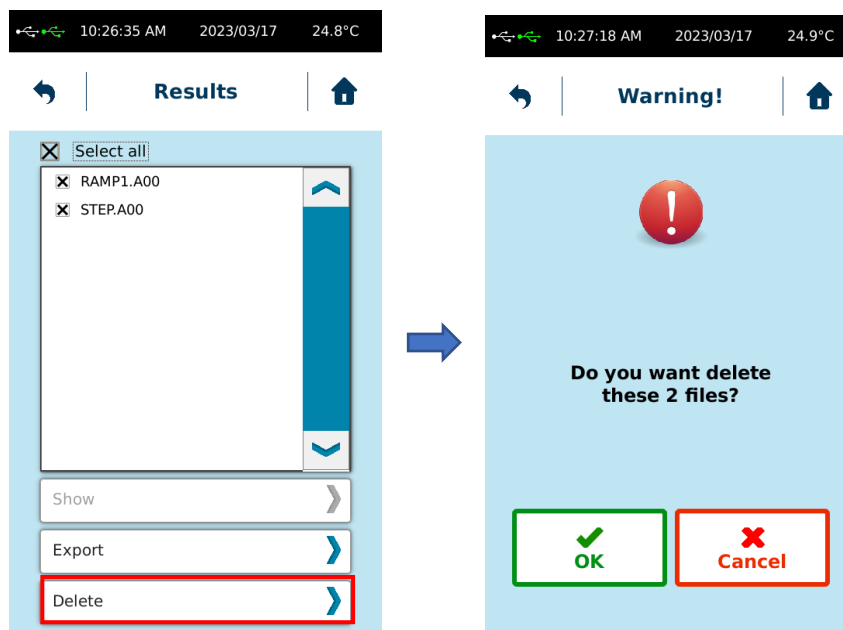 10:26:35 AM 2023/03/17 24.8°C
Results
Select all
RAMP1.A00
STEP.A00
Show
Export
Delete
10:27:18 AM 2023/03/17 24.9°C
Warning!
!
Do you want delete
these 2 files?
OK
Cancel